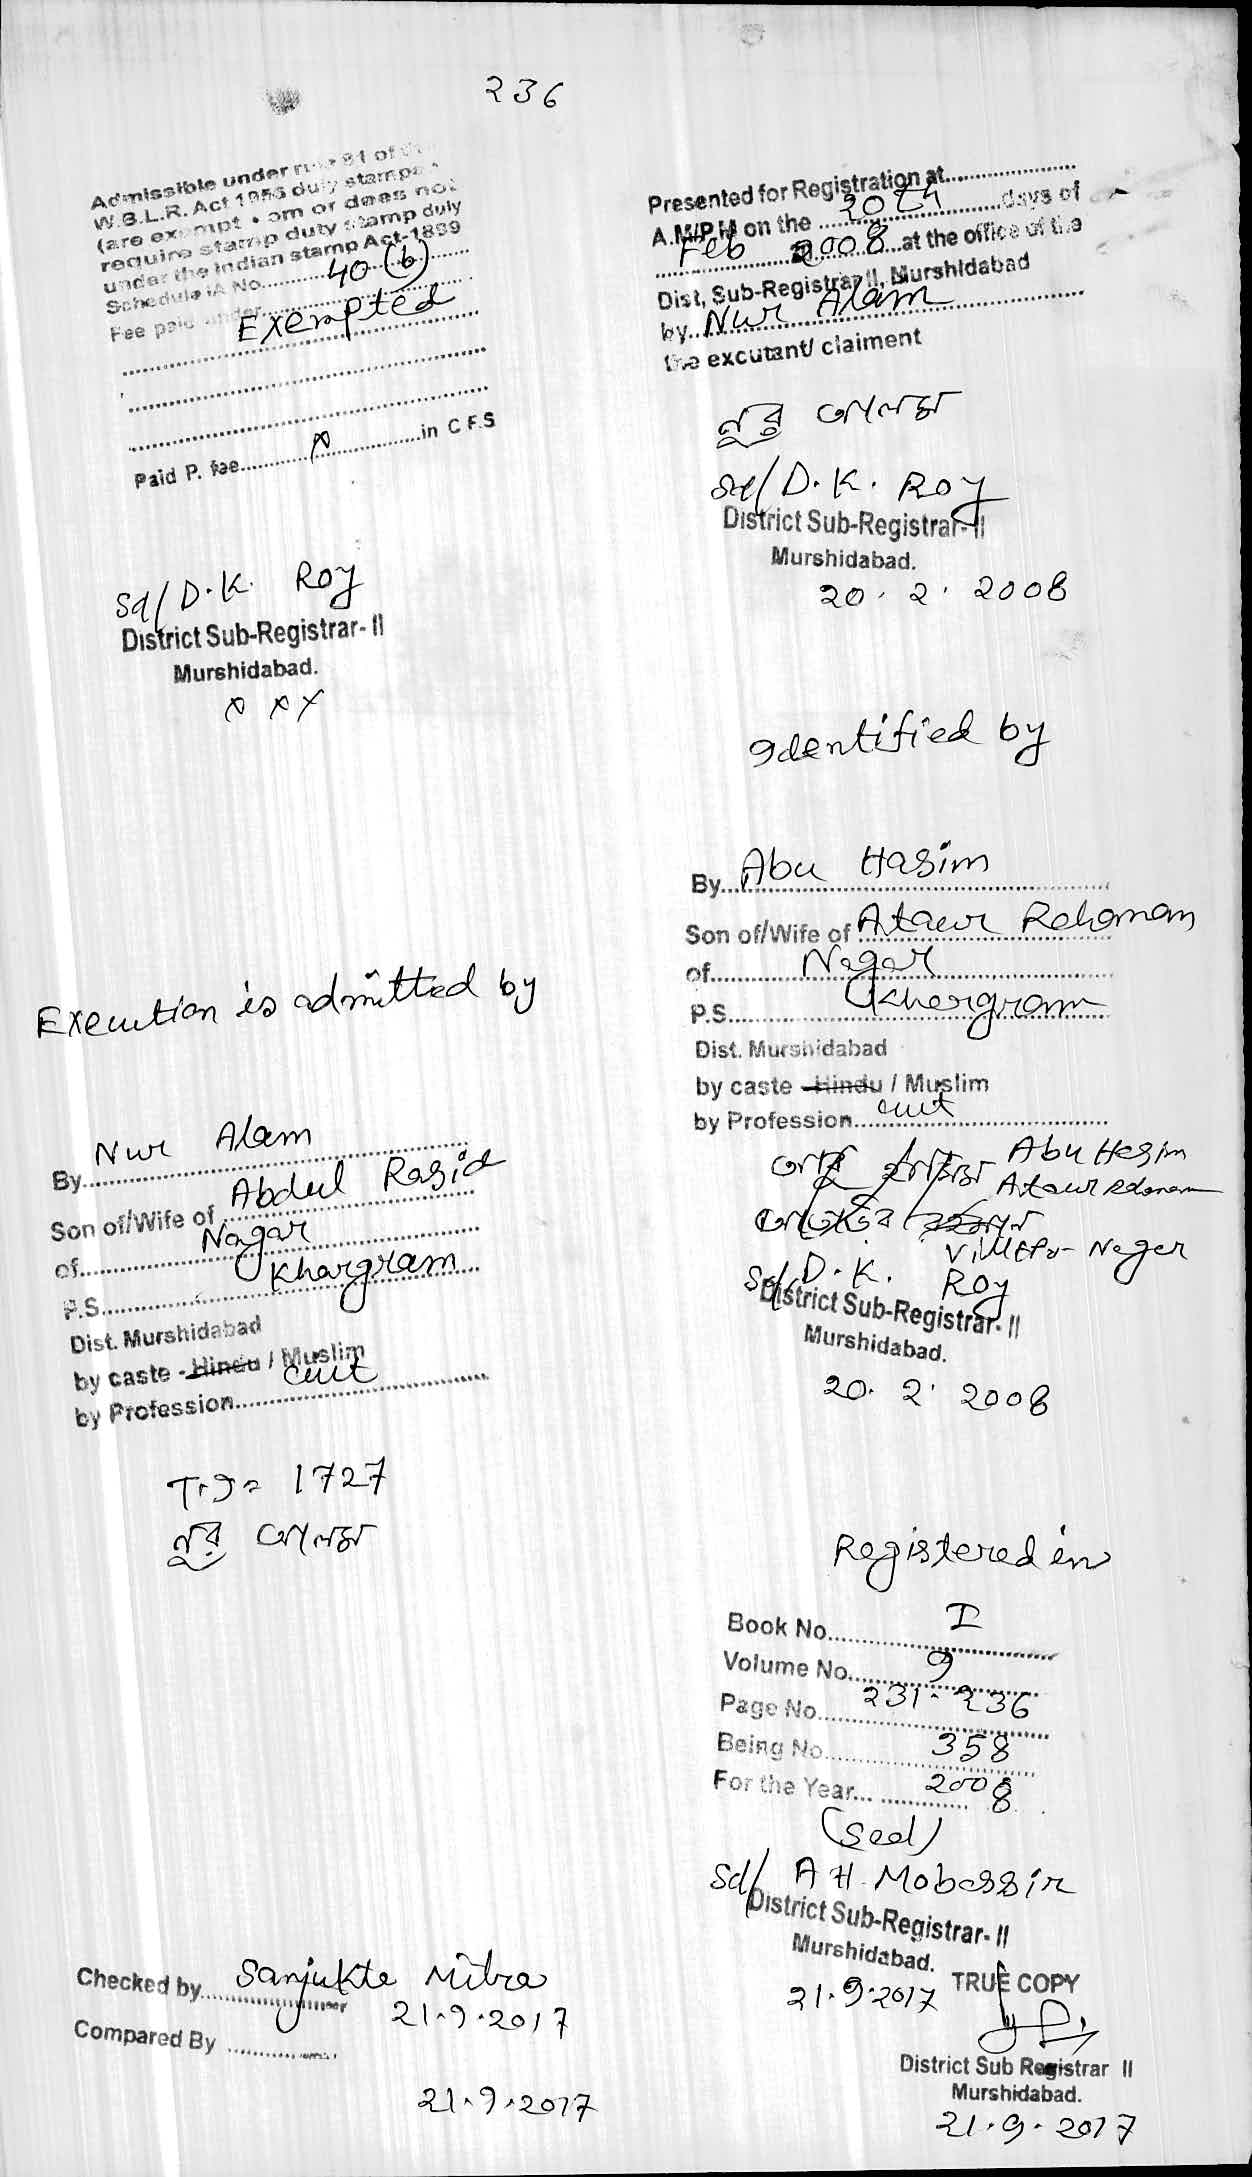 236
Admissible under rule 21 of the
W.B.L.R. Act 1955 duly stamped
(are exempt from or does not
require stamp duty stamp duly
under the Indian stamp Act-1899
Schedule IA No. 40 (b)
Fee paid under
Exempted
Paid P. fee x in C F.S
Sd/ D. K. Roy
District Sub-Registrar- II
Murshidabad.
x x x
Execution is admitted by
By Nur Alam
Son of/Wife of Abdul Rasid
of Nagar
P.S. Khargram
Dist. Murshidabad
by caste - Hindu / Muslim
by Profession cult
T.I = 1727
নুর আলম
Checked by Sanjukta Mitra
21.9.2017
Compared By
21.9.2017
Presented for Registration at
A.M/P.M on the 20th days of
Feb 2008 at the office of the
Dist, Sub-Registrar II, Murshidabad
by Nur Alam
the excutant/ claiment
নুর আলম
Sd/ D. K. Roy
District Sub-Registrar- II
Murshidabad.
20. 2. 2008
Identified by
By Abu Hasim
Son of/Wife of Ataur Rahaman
of Nagar
P.S. Khargram
Dist. Murshidabad
by caste - Hindu / Muslim
by Profession cult
আবু হাসিম Abu Hasim
Ataur Rahaman
Vill+P.o- Nagar
Sd/ D. K. Roy
District Sub-Registrar- II
Murshidabad.
20. 2. 2008
Registered in
Book No. I
Volume No. 9
Page No. 231-236
Being No. 358
For the Year 2008
8
(Seal)
Sd/ A H. Mobassir
District Sub-Registrar- II
Murshidabad.
21.9.2017
TRUE COPY
District Sub Registrar II
Murshidabad.
21.9.2017